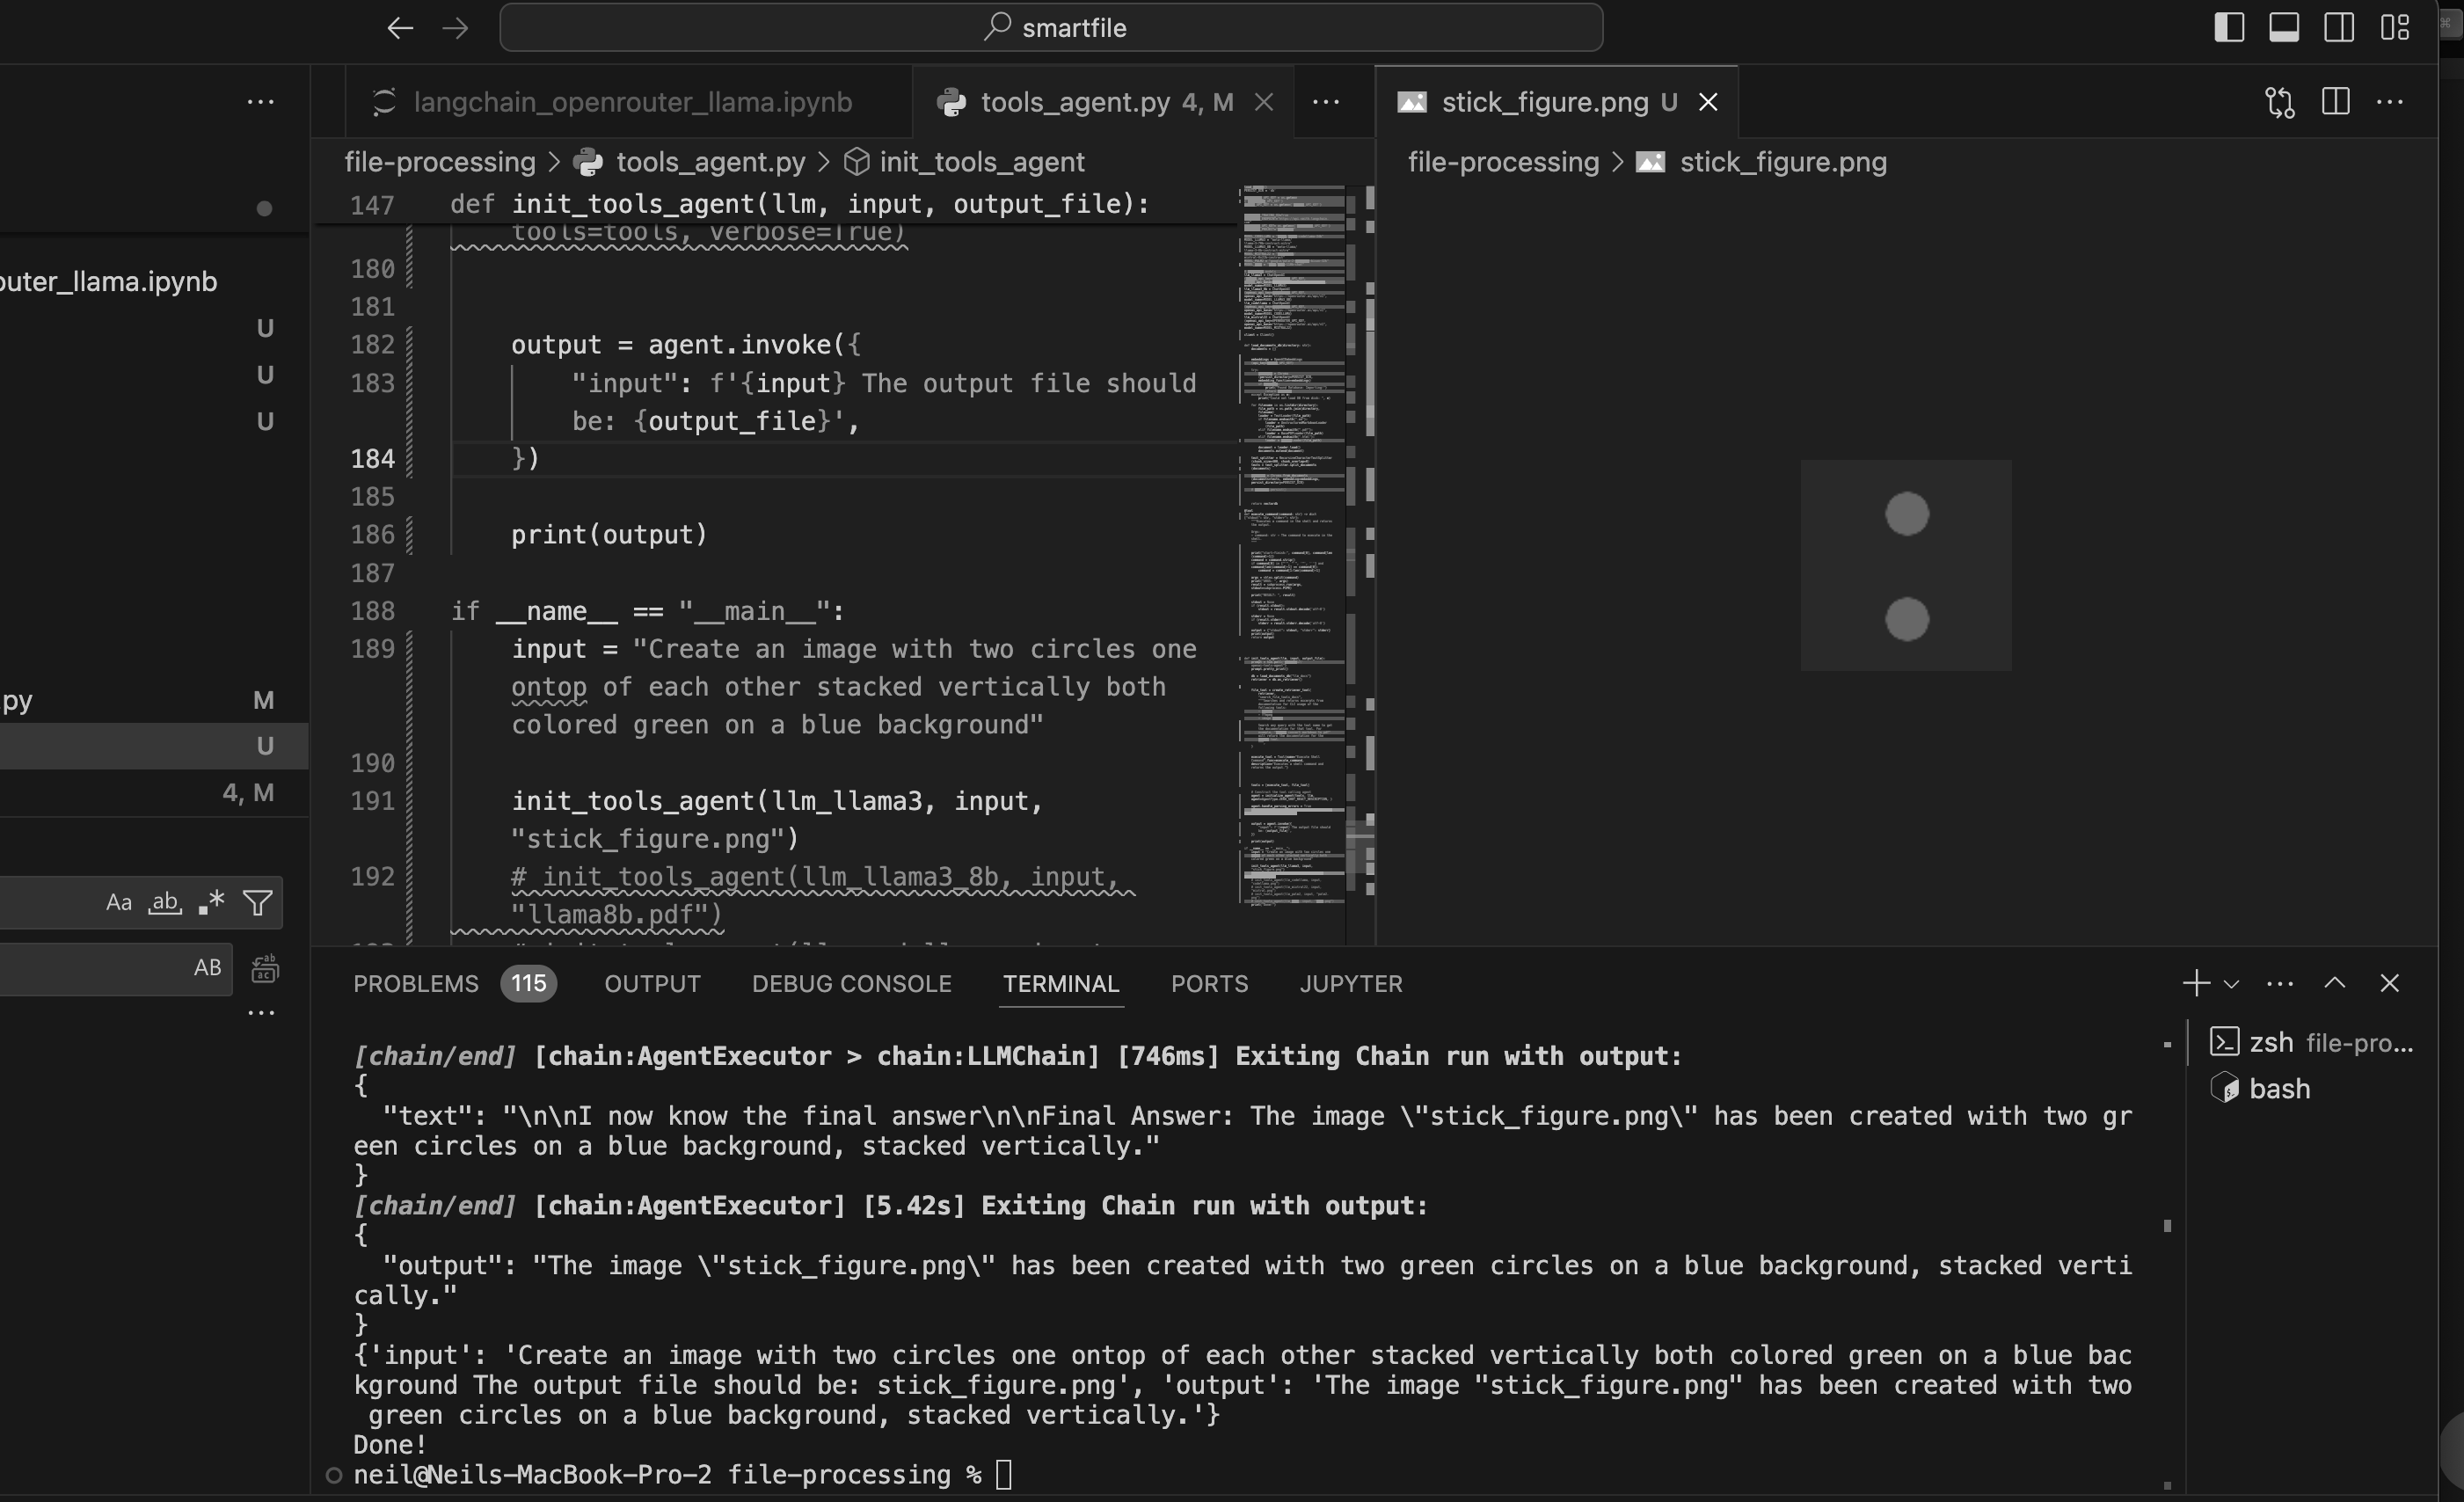 smartfile
langchain_openrouter_llama.ipynb
tools_agent.py 4, M
stick_figure.png U
file-processing > tools_agent.py > init_tools_agent
file-processing > stick_figure.png
outer_llama.ipynb
U
U
U
.py M
U
4, M
Aa ab .*
AB
147 def init_tools_agent(llm, input, output_file):
tools=tools, verbose=True)
180
181
182 output = agent.invoke({
183 "input": f'{input} The output file should
be: {output_file}',
184 })
185
186 print(output)
187
188 if __name__ == "__main__":
189 input = "Create an image with two circles one
ontop of each other stacked vertically both
colored green on a blue background"
190
191 init_tools_agent(llm_llama3, input,
"stick_figure.png")
192 # init_tools_agent(llm_llama3_8b, input,
"llama8b.pdf")
PROBLEMS 115 OUTPUT DEBUG CONSOLE TERMINAL PORTS JUPYTER
[chain/end] [chain:AgentExecutor > chain:LLMChain] [746ms] Exiting Chain run with output:
{
"text": "\n\nI now know the final answer\n\nFinal Answer: The image \"stick_figure.png\" has been created with two gr
een circles on a blue background, stacked vertically."
}
[chain/end] [chain:AgentExecutor] [5.42s] Exiting Chain run with output:
{
"output": "The image \"stick_figure.png\" has been created with two green circles on a blue background, stacked verti
cally."
}
{'input': 'Create an image with two circles one ontop of each other stacked vertically both colored green on a blue bac
kground The output file should be: stick_figure.png', 'output': 'The image "stick_figure.png" has been created with two
green circles on a blue background, stacked vertically.'}
Done!
neil@Neils-MacBook-Pro-2 file-processing %
zsh file-pro...
bash